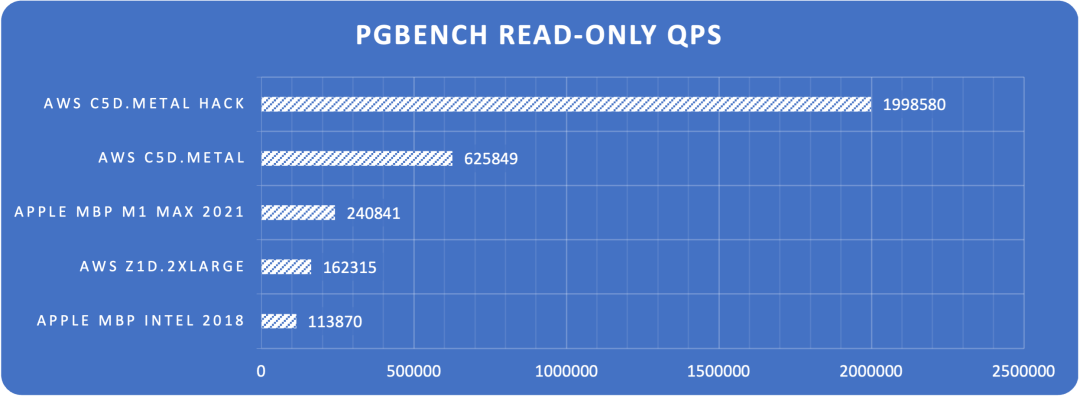 PGBENCH READ-ONLY QPS
AWS C5D.METAL HACK 1998580
AWS C5D.METAL 625849
APPLE MBP M1 MAX 2021 240841
AWS Z1D.2XLARGE 162315
APPLE MBP INTEL 2018 113870
0 500000 1000000 1500000 2000000 2500000